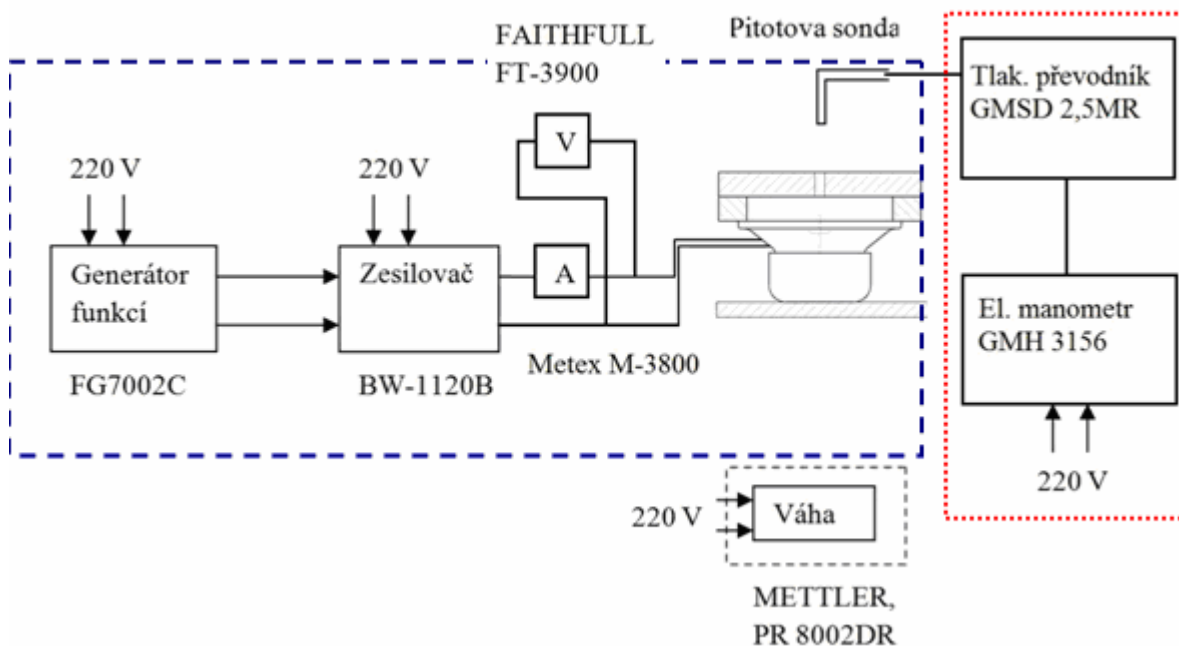 FAITHFULL
FT-3900
Pitotova sonda
Tlak. převodník
GMSD 2,5MR
220 V
220 V
V
Generátor
funkcí
Zesilovač
A
El. manometr
GMH 3156
FG7002C
BW-1120B
Metex M-3800
220 V
220 V
Váha
METTLER,
PR 8002DR